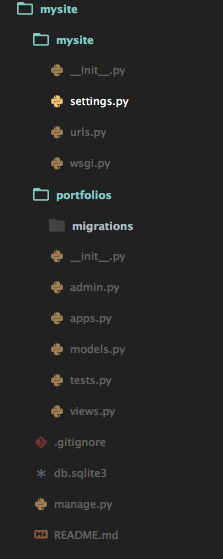 mysite
mysite
__init__.py
settings.py
urls.py
wsgi.py
portfolios
migrations
__init__.py
admin.py
apps.py
models.py
tests.py
views.py
.gitignore
db.sqlite3
manage.py
README.md